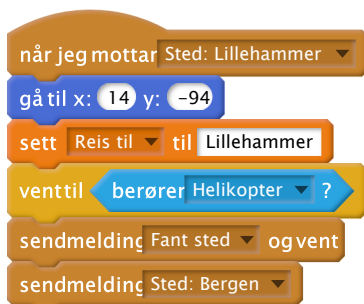 når jeg mottar Sted: Lillehammer
gå til x: 14 y: -94
sett Reis til til Lillehammer
vent til berører Helikopter ?
send melding Fant sted og vent
send melding Sted: Bergen